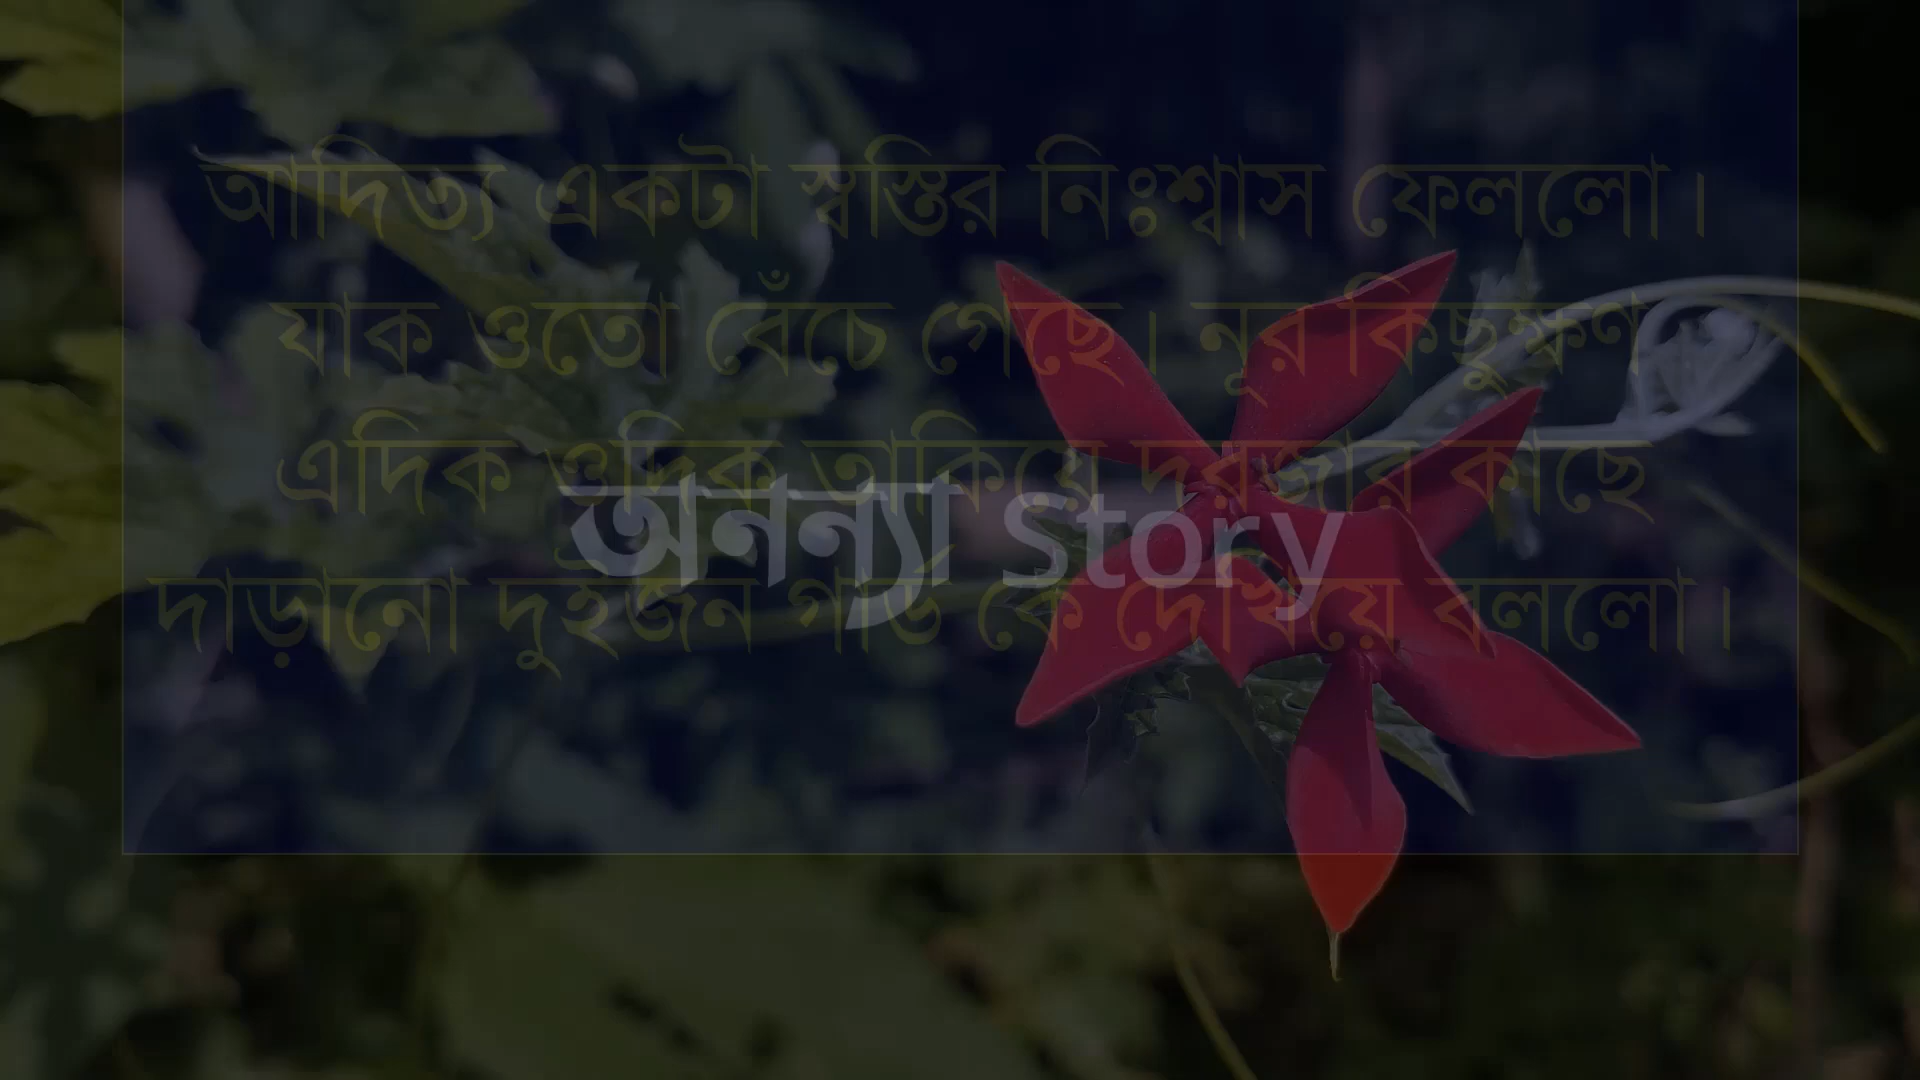 আদিত্য একটা স্বস্তির নিঃশ্বাস ফেললো।
যাক ওতো বেঁচে গেছে। নূর কিছুক্ষণ
এদিক ওদিক তাকিয়ে দরজার কাছে
অনন্যা Story
দাড়ানো দুইজন গার্ড কে দেখিয়ে বললো।